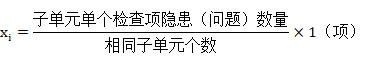 xi = 子单元单个检查项隐患（问题）数量 / 相同子单元个数 × 1（项）